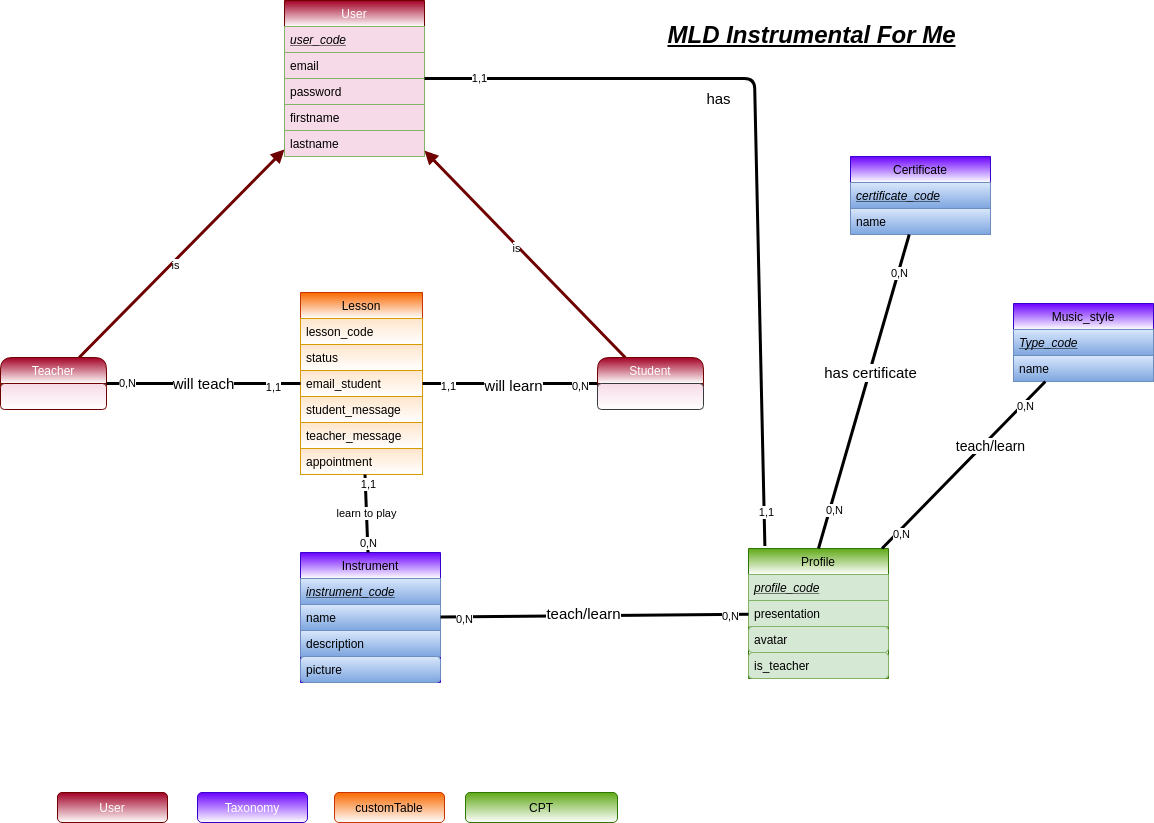 User
user_code
email
password
firstname
lastname
MLD Instrumental For Me
1,1
has
Certificate
certificate_code
name
0,N
is
is
Lesson
lesson_code
status
email_student
student_message
teacher_message
appointment
Music_style
Type_code
name
0,N
Teacher
0,N
will teach
1,1
1,1
will learn
0,N
Student
has certificate
teach/learn
1,1
learn to play
0,N
0,N
1,1
0,N
Instrument
instrument_code
name
description
picture
0,N
teach/learn
0,N
Profile
profile_code
presentation
avatar
is_teacher
User
Taxonomy
customTable
CPT